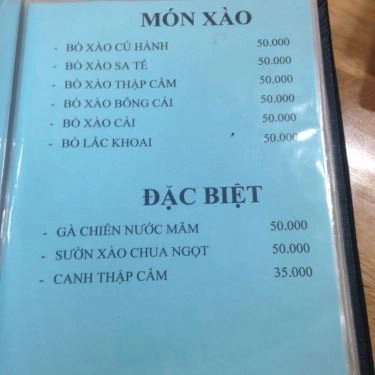 MÓN XÀO
- BÒ XÀO CỦ HÀNH 50.000
- BÒ XÀO SA TẾ 50.000
- BÒ XÀO THẬP CẨM 50.000
- BÒ XÀO BÔNG CẢI 50.000
- BÒ XÀO CẢI 50.000
- BÒ LẮC KHOAI 50.000
ĐẶC BIỆT
- GÀ CHIÊN NƯỚC MẮM 50.000
- SƯỜN XÀO CHUA NGỌT 50.000
- CANH THẬP CẨM 35.000